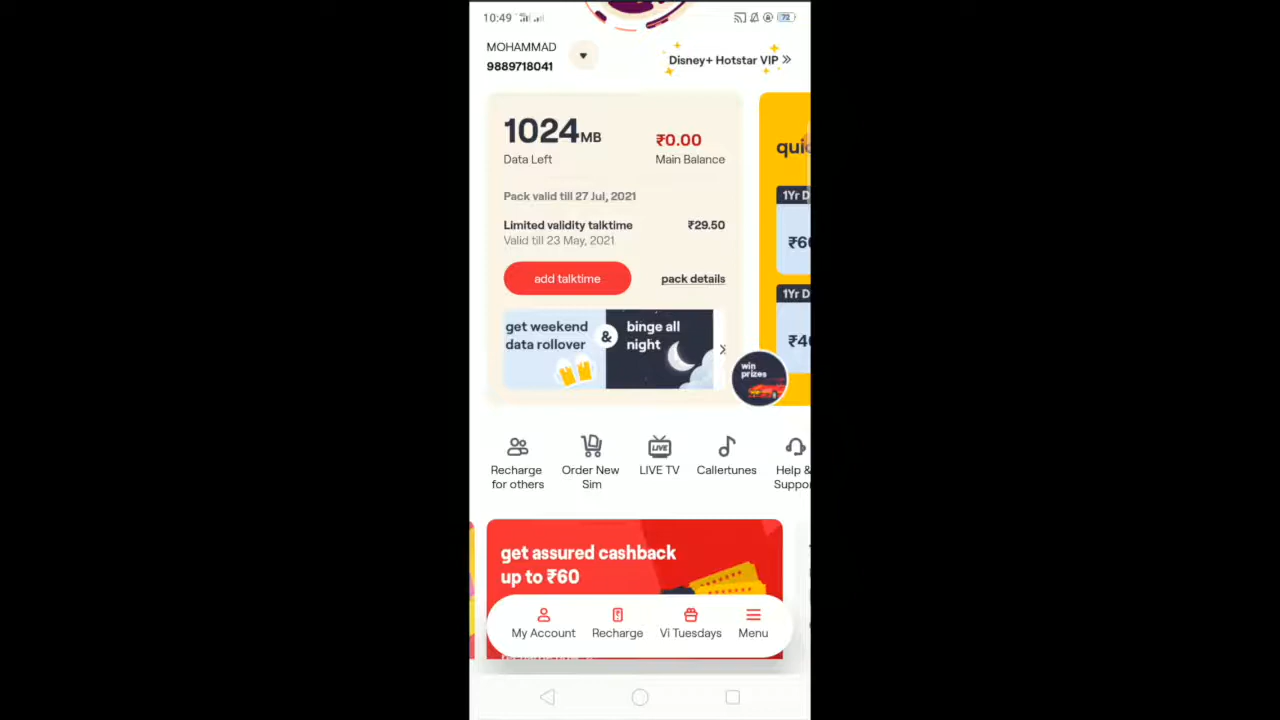 10:49
72
MOHAMMAD
9889718041
Disney+ Hotstar VIP
1024MB
Data Left
₹0.00
Main Balance
Pack valid till 27 Jul, 2021
Limited validity talktime
₹29.50
Valid till 23 May, 2021
add talktime
pack details
get weekend
data rollover
&
binge all
night
win
prizes
1Yr
1Yr
LIVE
Recharge
for others
Order New
Sim
LIVE TV
Callertunes
Help &
get assured cashback
up to ₹60
My Account
Recharge
Vi Tuesdays
Menu